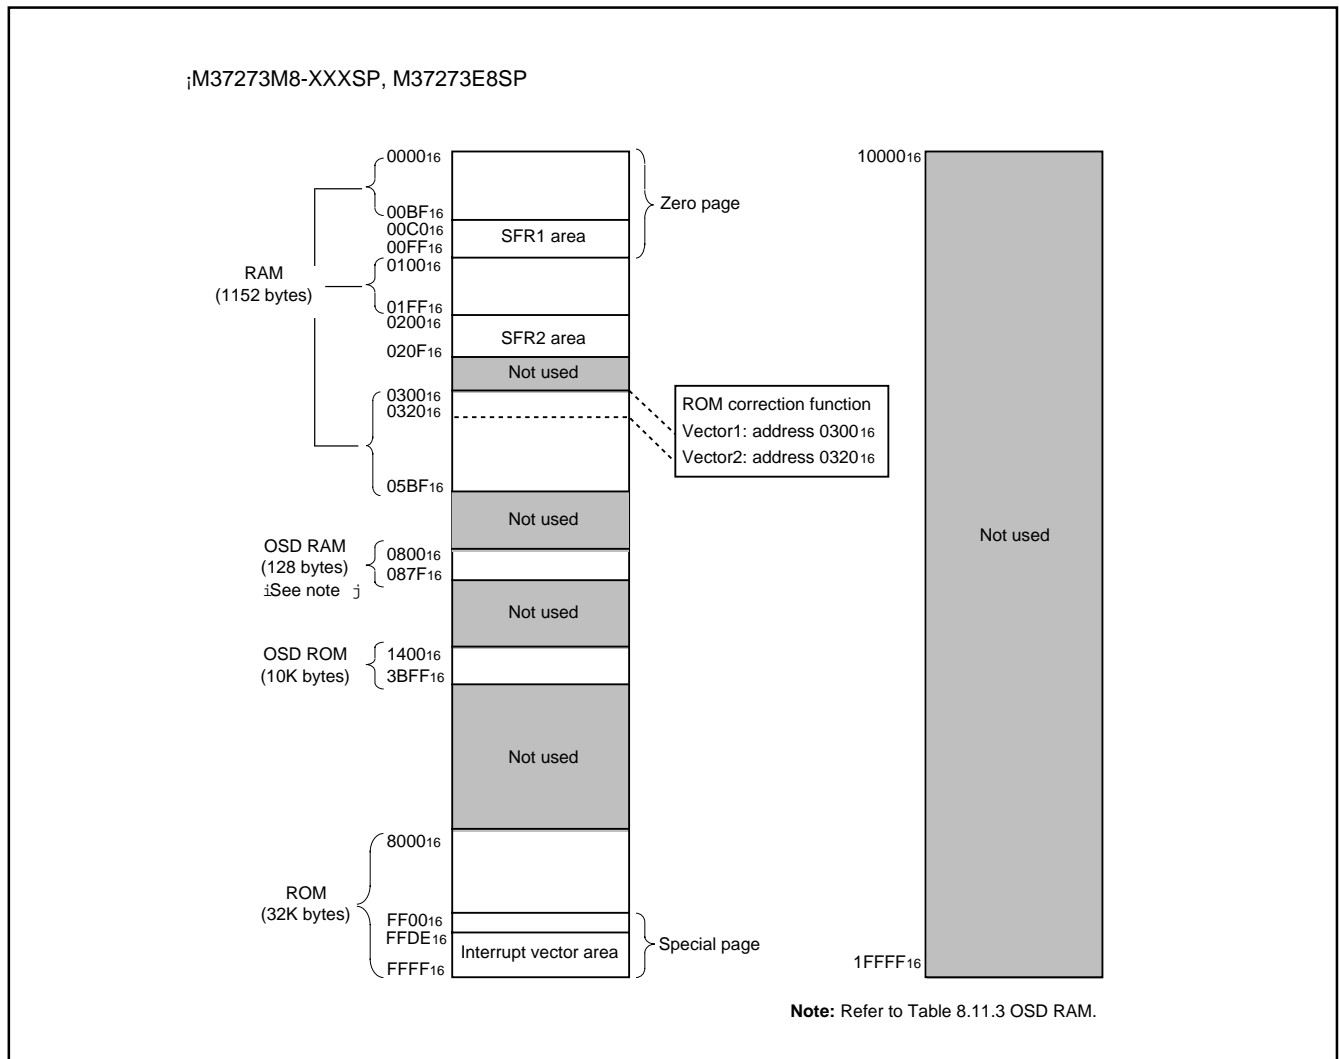 ¡M37273M8-XXXSP, M37273E8SP
000016
00BF16
00C016
00FF16
SFR1 area
Zero page
RAM
(1152 bytes)
010016
01FF16
020016
SFR2 area
020F16
Not used
030016
032016
05BF16
ROM correction function
Vector1: address 030016
Vector2: address 032016
Not used
OSD RAM
(128 bytes)
¡See note j
080016
087F16
Not used
OSD ROM
(10K bytes)
140016
3BFF16
Not used
ROM
(32K bytes)
800016
FF0016
FFDE16
FFFF16
Interrupt vector area
Special page
1000016
Not used
1FFFF16
Note: Refer to Table 8.11.3 OSD RAM.